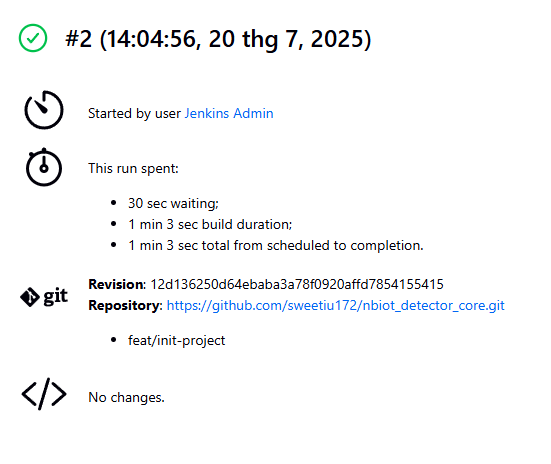 #2 (14:04:56, 20 thg 7, 2025)
Started by user Jenkins Admin
This run spent:
30 sec waiting;
1 min 3 sec build duration;
1 min 3 sec total from scheduled to completion.
git
Revision: 12d136250d64ebaba3a78f0920affd7854155415
Repository: https://github.com/sweetiu172/nbiot_detector_core.git
feat/init-project
No changes.